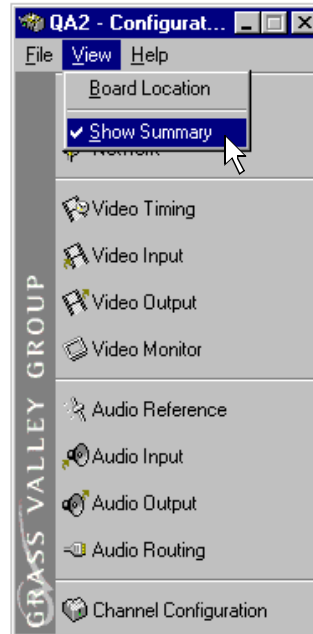 QA2 - Configurat...
File View Help
Board Location
Show Summary
Network
Video Timing
Video Input
Video Output
Video Monitor
Audio Reference
Audio Input
Audio Output
Audio Routing
Channel Configuration
GRASS VALLEY GROUP